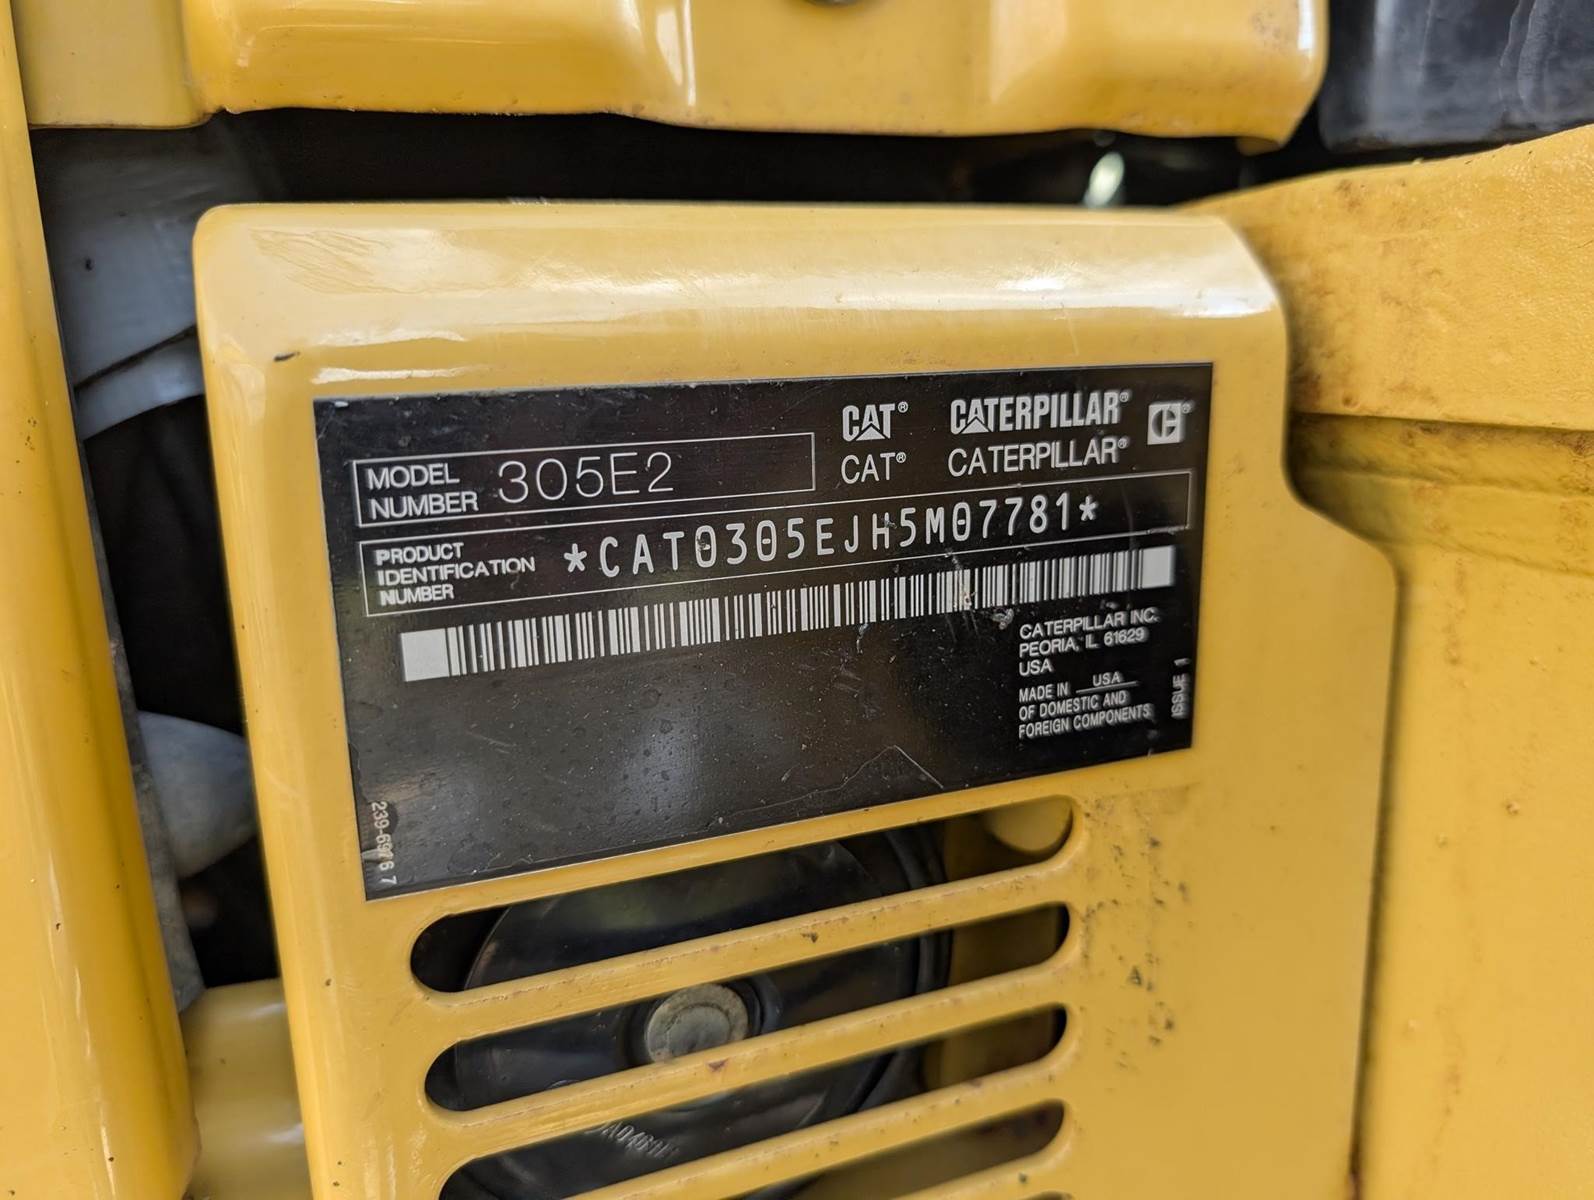 MODEL
NUMBER 305E2
CAT® CATERPILLAR®
CAT® CATERPILLAR®
PRODUCT
IDENTIFICATION
NUMBER
*CAT0305EJH5M07781*
CATERPILLAR INC.
PEORIA, IL 61629
USA
MADE IN USA
OF DOMESTIC AND
FOREIGN COMPONENTS
ISSUE 1